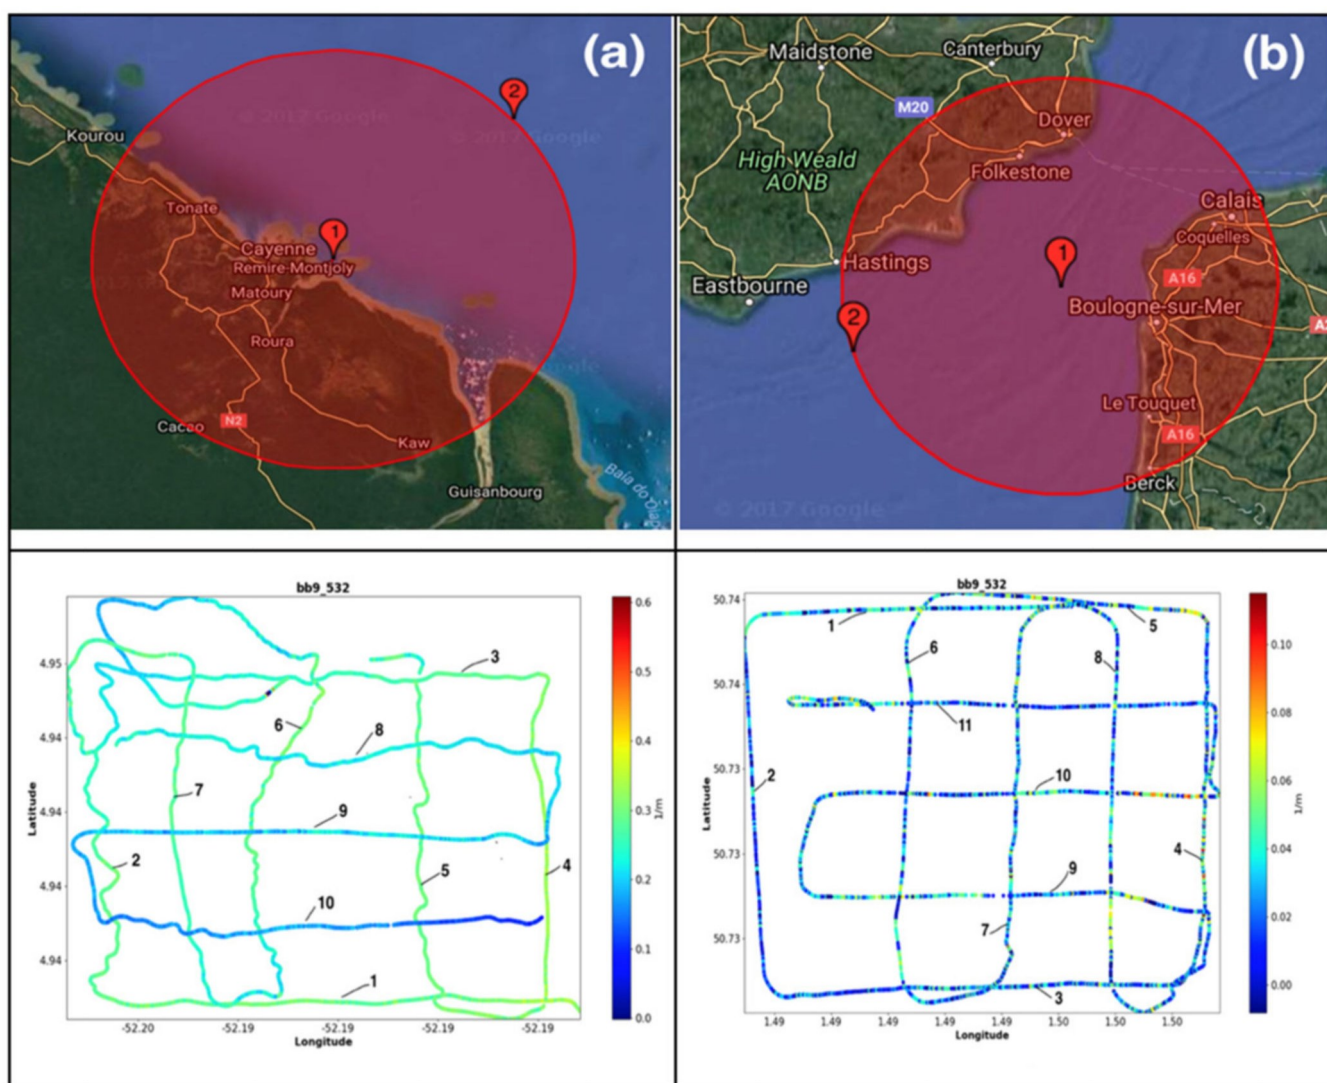 (a)
2
Kourou
© 2017 Google
Tonate
1
Cayenne
Remire-Montjoly
Matoury
Roura
N2
Cacao
Kaw
Guisanbourg
(b)
Maidstone
Canterbury
M20
Dover
High Weald
AONB
Folkestone
Calais
Coquelles
1
Hastings
A16
Eastbourne
Boulogne-sur-Mer
2
Le Touquet
A16
Berck
© 2017 Google
bb9_532
0.6
0.5
0.4
0.3
0.2
0.1
0.0
1/m
4.95
4.94
4.94
4.94
4.94
Latitude
3
6
8
7
9
2
5
4
10
1
-52.20
-52.19
-52.19
-52.19
-52.19
Longitude
bb9_532
50.74
50.74
50.73
50.73
50.73
Latitude
1
5
6
8
11
2
10
4
9
7
3
1.49
1.49
1.49
1.49
1.49
1.50
1.50
1.50
Longitude
0.10
0.08
0.06
0.04
0.02
0.00
1/m